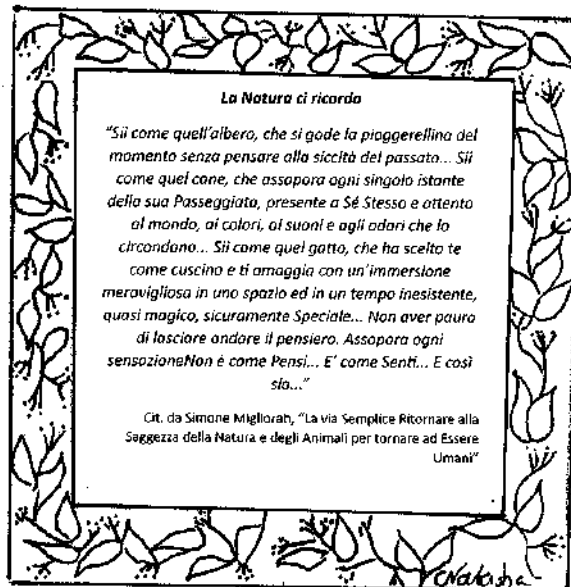 La Natura ci ricorda
"Sii come quell'albero, che si gode la pioggerellina del
momento senza pensare alla siccità del passato... Sii
come quel cane, che assapora ogni singolo istante
della sua Passeggiata, presente a Sé Stesso e attento
al mondo, ai colori, ai suoni e agli odori che lo
circondano... Sii come quel gatto, che ha scelto te
come cuscino e ti omaggia con un'immersione
meravigliosa in uno spazio ed in un tempo inesistente,
quasi magico, sicuramente Speciale... Non aver paura
di lasciare andare il pensiero. Assapora ogni
sensazioneNon è come Pensi... E' come Senti... E così
sia..."
Cit. da Simone Migliorah, "La via Semplice Ritornare alla
Saggezza della Natura e degli Animali per tornare ad Essere
Umani"
Natasha